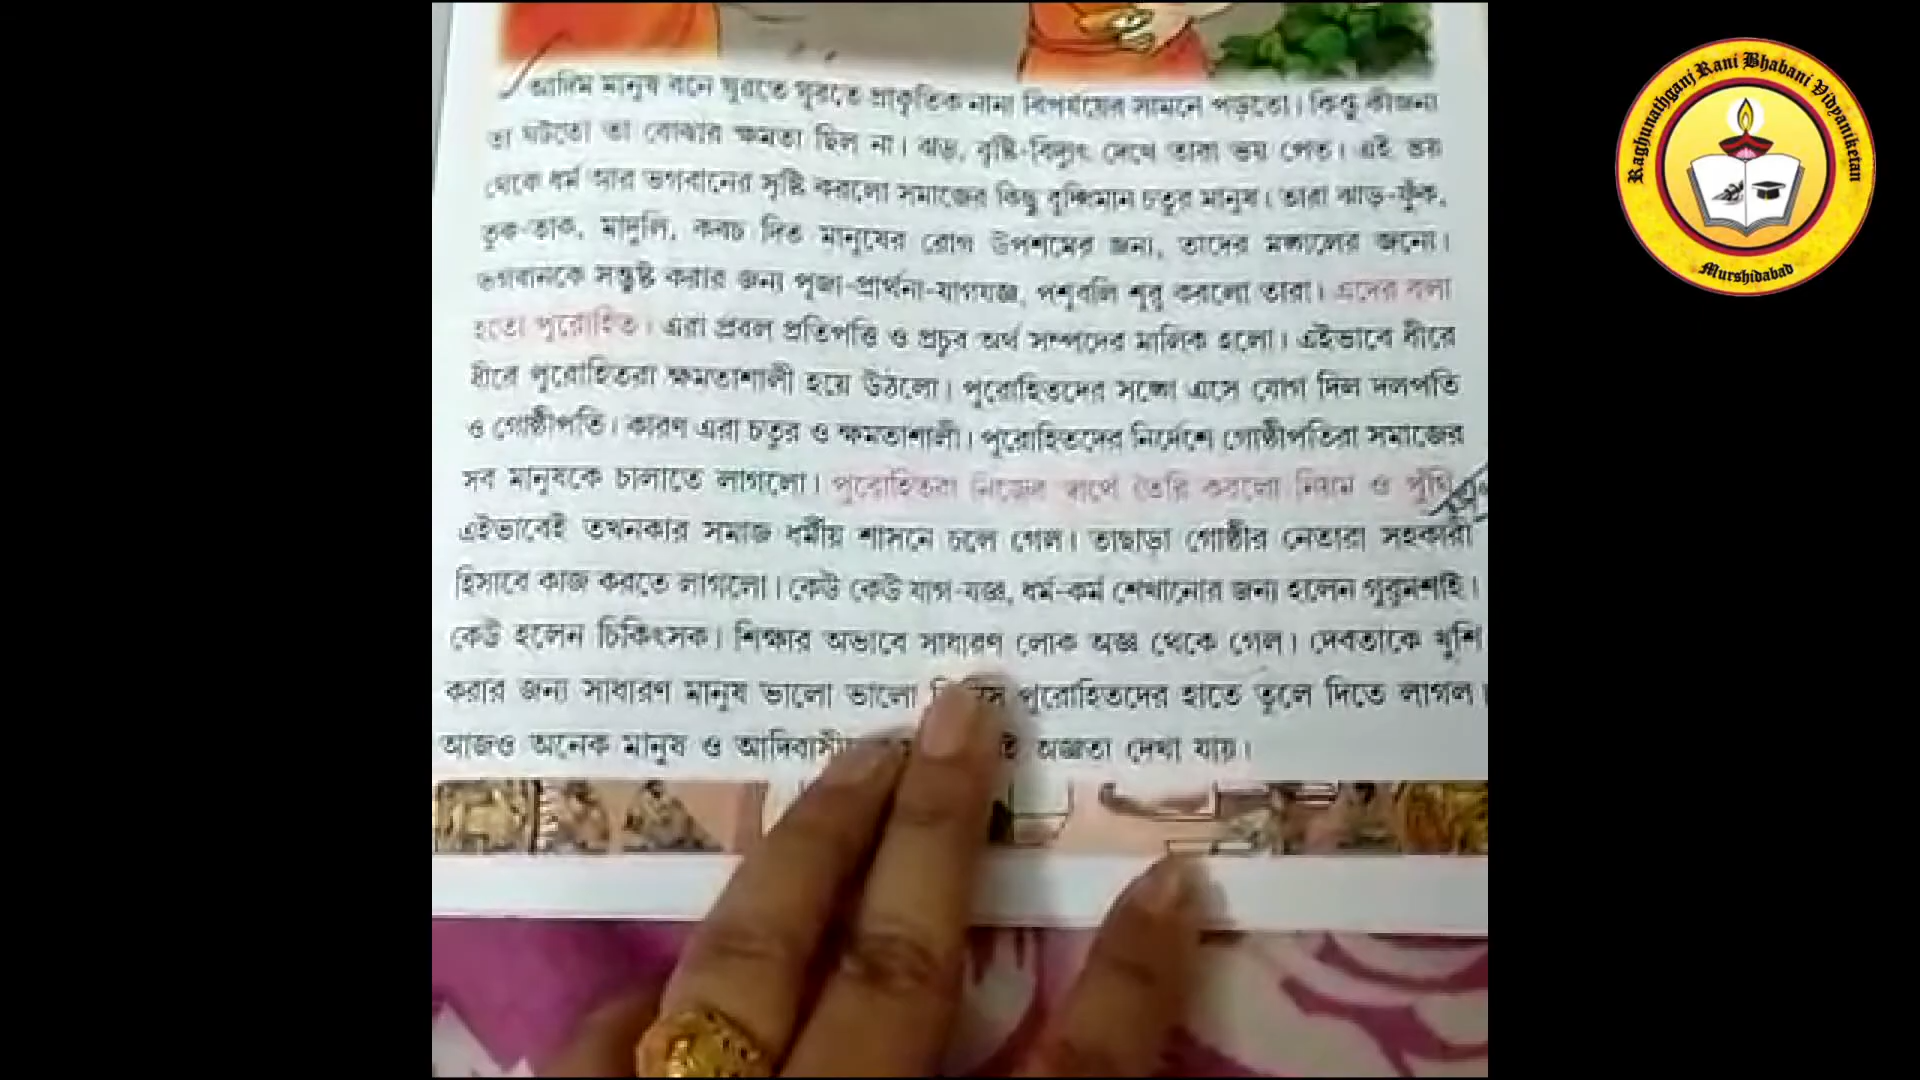 আদিম মানুষ বনে ঘুরতে ঘুরতে প্রাকৃতিক নানা বিপর্যয়ের সামনে পড়তো। কিন্তু কীজন্য
তা ঘটতো তা বোঝার ক্ষমতা ছিল না। ঝড়, বৃষ্টি-বিদ্যুৎ দেখে তারা ভয় পেত। এই ভয়
থেকে ধর্ম আর ভগবানের সৃষ্টি করলো সমাজের কিছু বুদ্ধিমান চতুর মানুষ। তারা ঝাড়-ফুঁক,
তুক-তাক, মাদুলি, কবচ দিত মানুষের রোগ উপশমের জন্য, তাদের মঙ্গলের জন্যে।
ভগবানকে সন্তুষ্ট করার জন্য পূজা-প্রার্থনা-যাগযজ্ঞ, পশুবলি শুরু করলো তারা। এদের বলা
হতো পুরোহিত। এরা প্রবল প্রতিপত্তি ও প্রচুর অর্থ সম্পদের মালিক হলো। এইভাবে ধীরে
ধীরে পুরোহিতরা ক্ষমতাশালী হয়ে উঠলো। পুরোহিতদের সঙ্গে এসে যোগ দিল দলপতি
ও গোষ্ঠীপতি। কারণ এরা চতুর ও ক্ষমতাশালী। পুরোহিতদের নির্দেশে গোষ্ঠীপতিরা সমাজের
সব মানুষকে চালাতে লাগলো। পুরোহিতরা নিজের স্বার্থে তৈরি করলো নিয়ম ও পুঁথি
এইভাবেই তখনকার সমাজ ধর্মীয় শাসনে চলে গেল। তাছাড়া গোষ্ঠীর নেতারা সহকারী
হিসাবে কাজ করতে লাগলো। কেউ কেউ যাগ-যজ্ঞ, ধর্ম-কর্ম শেখানোর জন্য হলেন গুরুমশাই।
কেউ হলেন চিকিৎসক। শিক্ষার অভাবে সাধারণ লোক অজ্ঞ থেকে গেল। দেবতাকে খুশি
করার জন্য সাধারণ মানুষ ভালো ভালো পুরোহিতদের হাতে তুলে দিতে লাগল।
আজও অনেক মানুষ ও অজ্ঞতা দেখা যায়।
Raghunathganj Rani Bhabani Vidyaniketan
Murshidabad